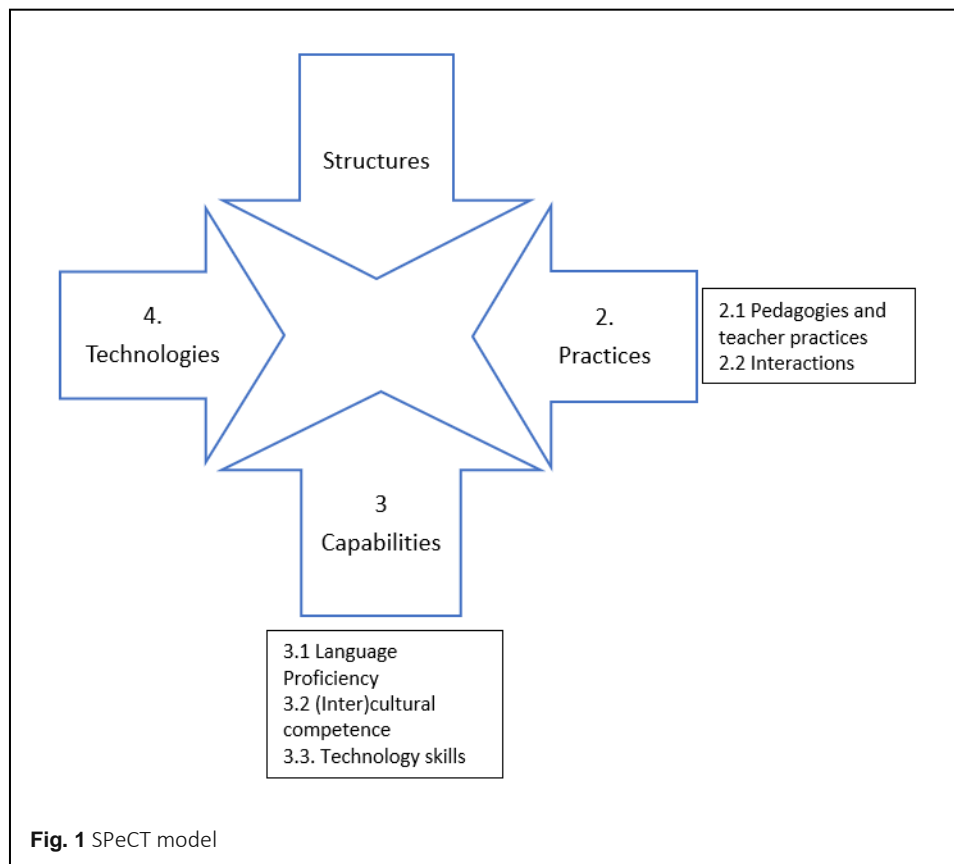 Structures
4.
Technologies
2.
Practices
2.1 Pedagogies and
teacher practices
2.2 Interactions
3
Capabilities
3.1 Language
Proficiency
3.2 (Inter)cultural
competence
3.3. Technology skills
Fig. 1 SPeCT model